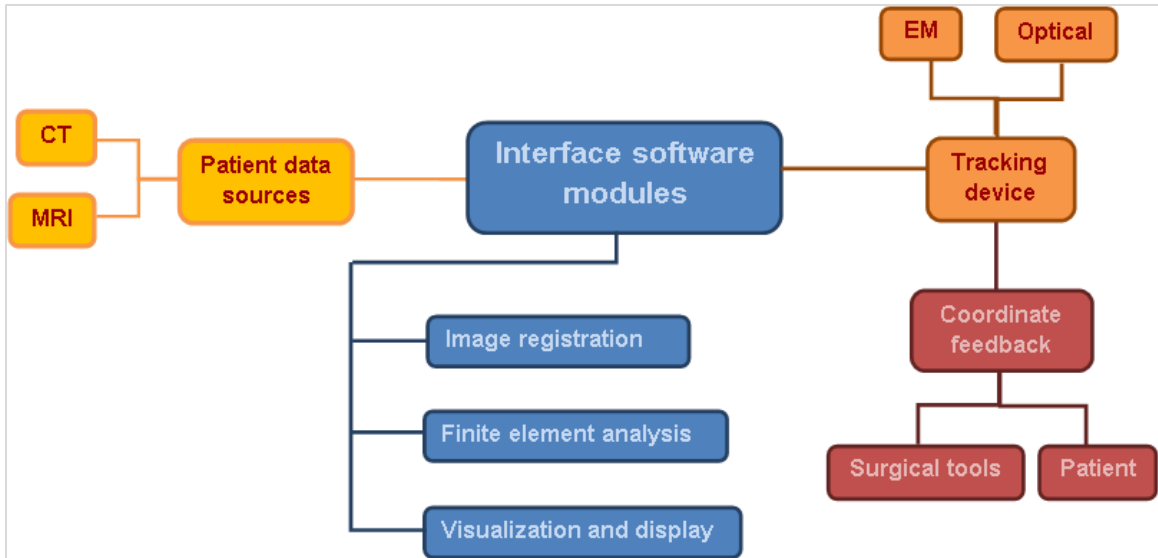 EM
Optical
CT
MRI
Patient data
sources
Interface software
modules
Tracking
device
Image registration
Finite element analysis
Visualization and display
Coordinate
feedback
Surgical tools
Patient